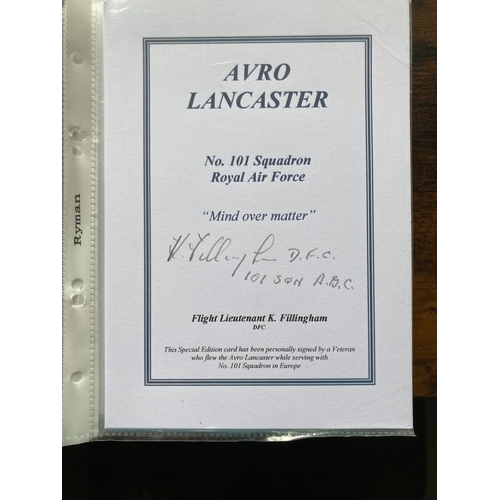 AVRO
LANCASTER
No. 101 Squadron
Royal Air Force
"Mind over matter"
K. Fillingham D.F.C.
101 SQN A.B.C.
Flight Lieutenant K. Fillingham
DFC
This Special Edition card has been personally signed by a Veteran
who flew the Avro Lancaster while serving with
No. 101 Squadron in Europe
Ryman